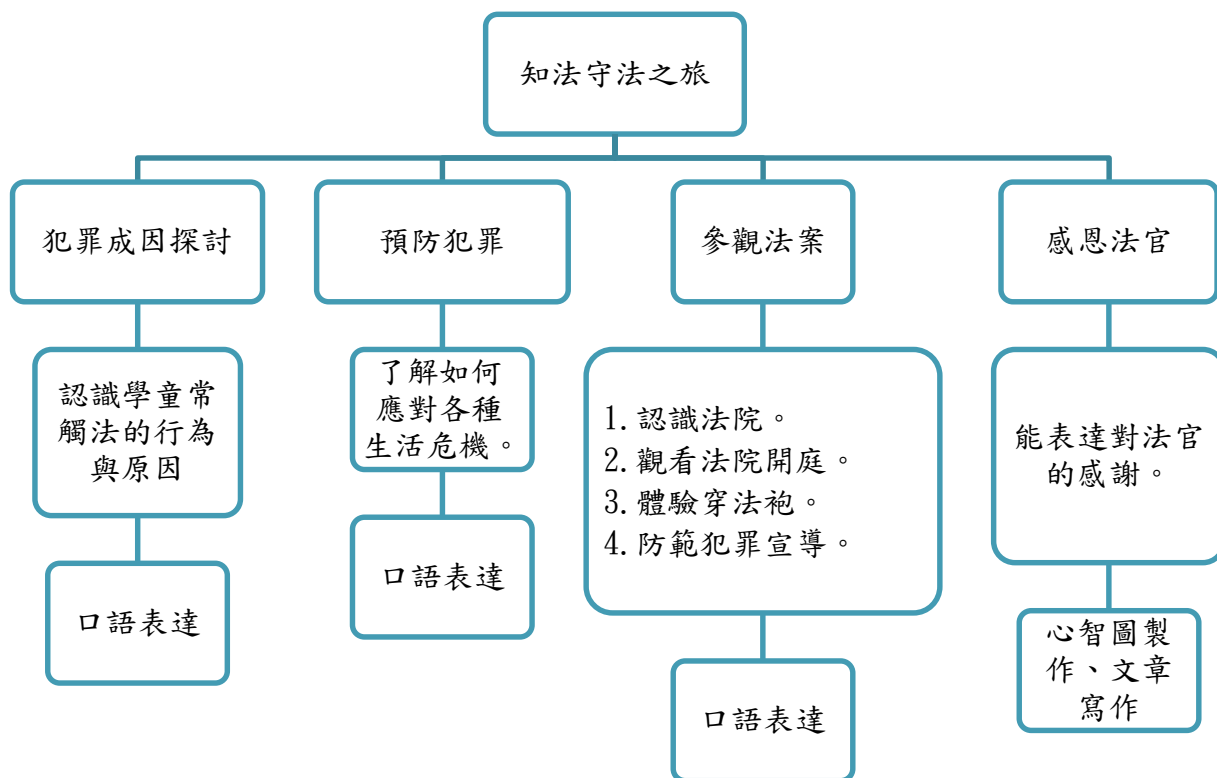 知法守法之旅
犯罪成因探討
預防犯罪
參觀法案
感恩法官
認識學童常
觸法的行為
與原因
了解如何
應對各種
生活危機。
1.認識法院。
2.觀看法院開庭。
3.體驗穿法袍。
4.防範犯罪宣導。
能表達對法官
的感謝。
口語表達
口語表達
口語表達
心智圖製
作、文章
寫作